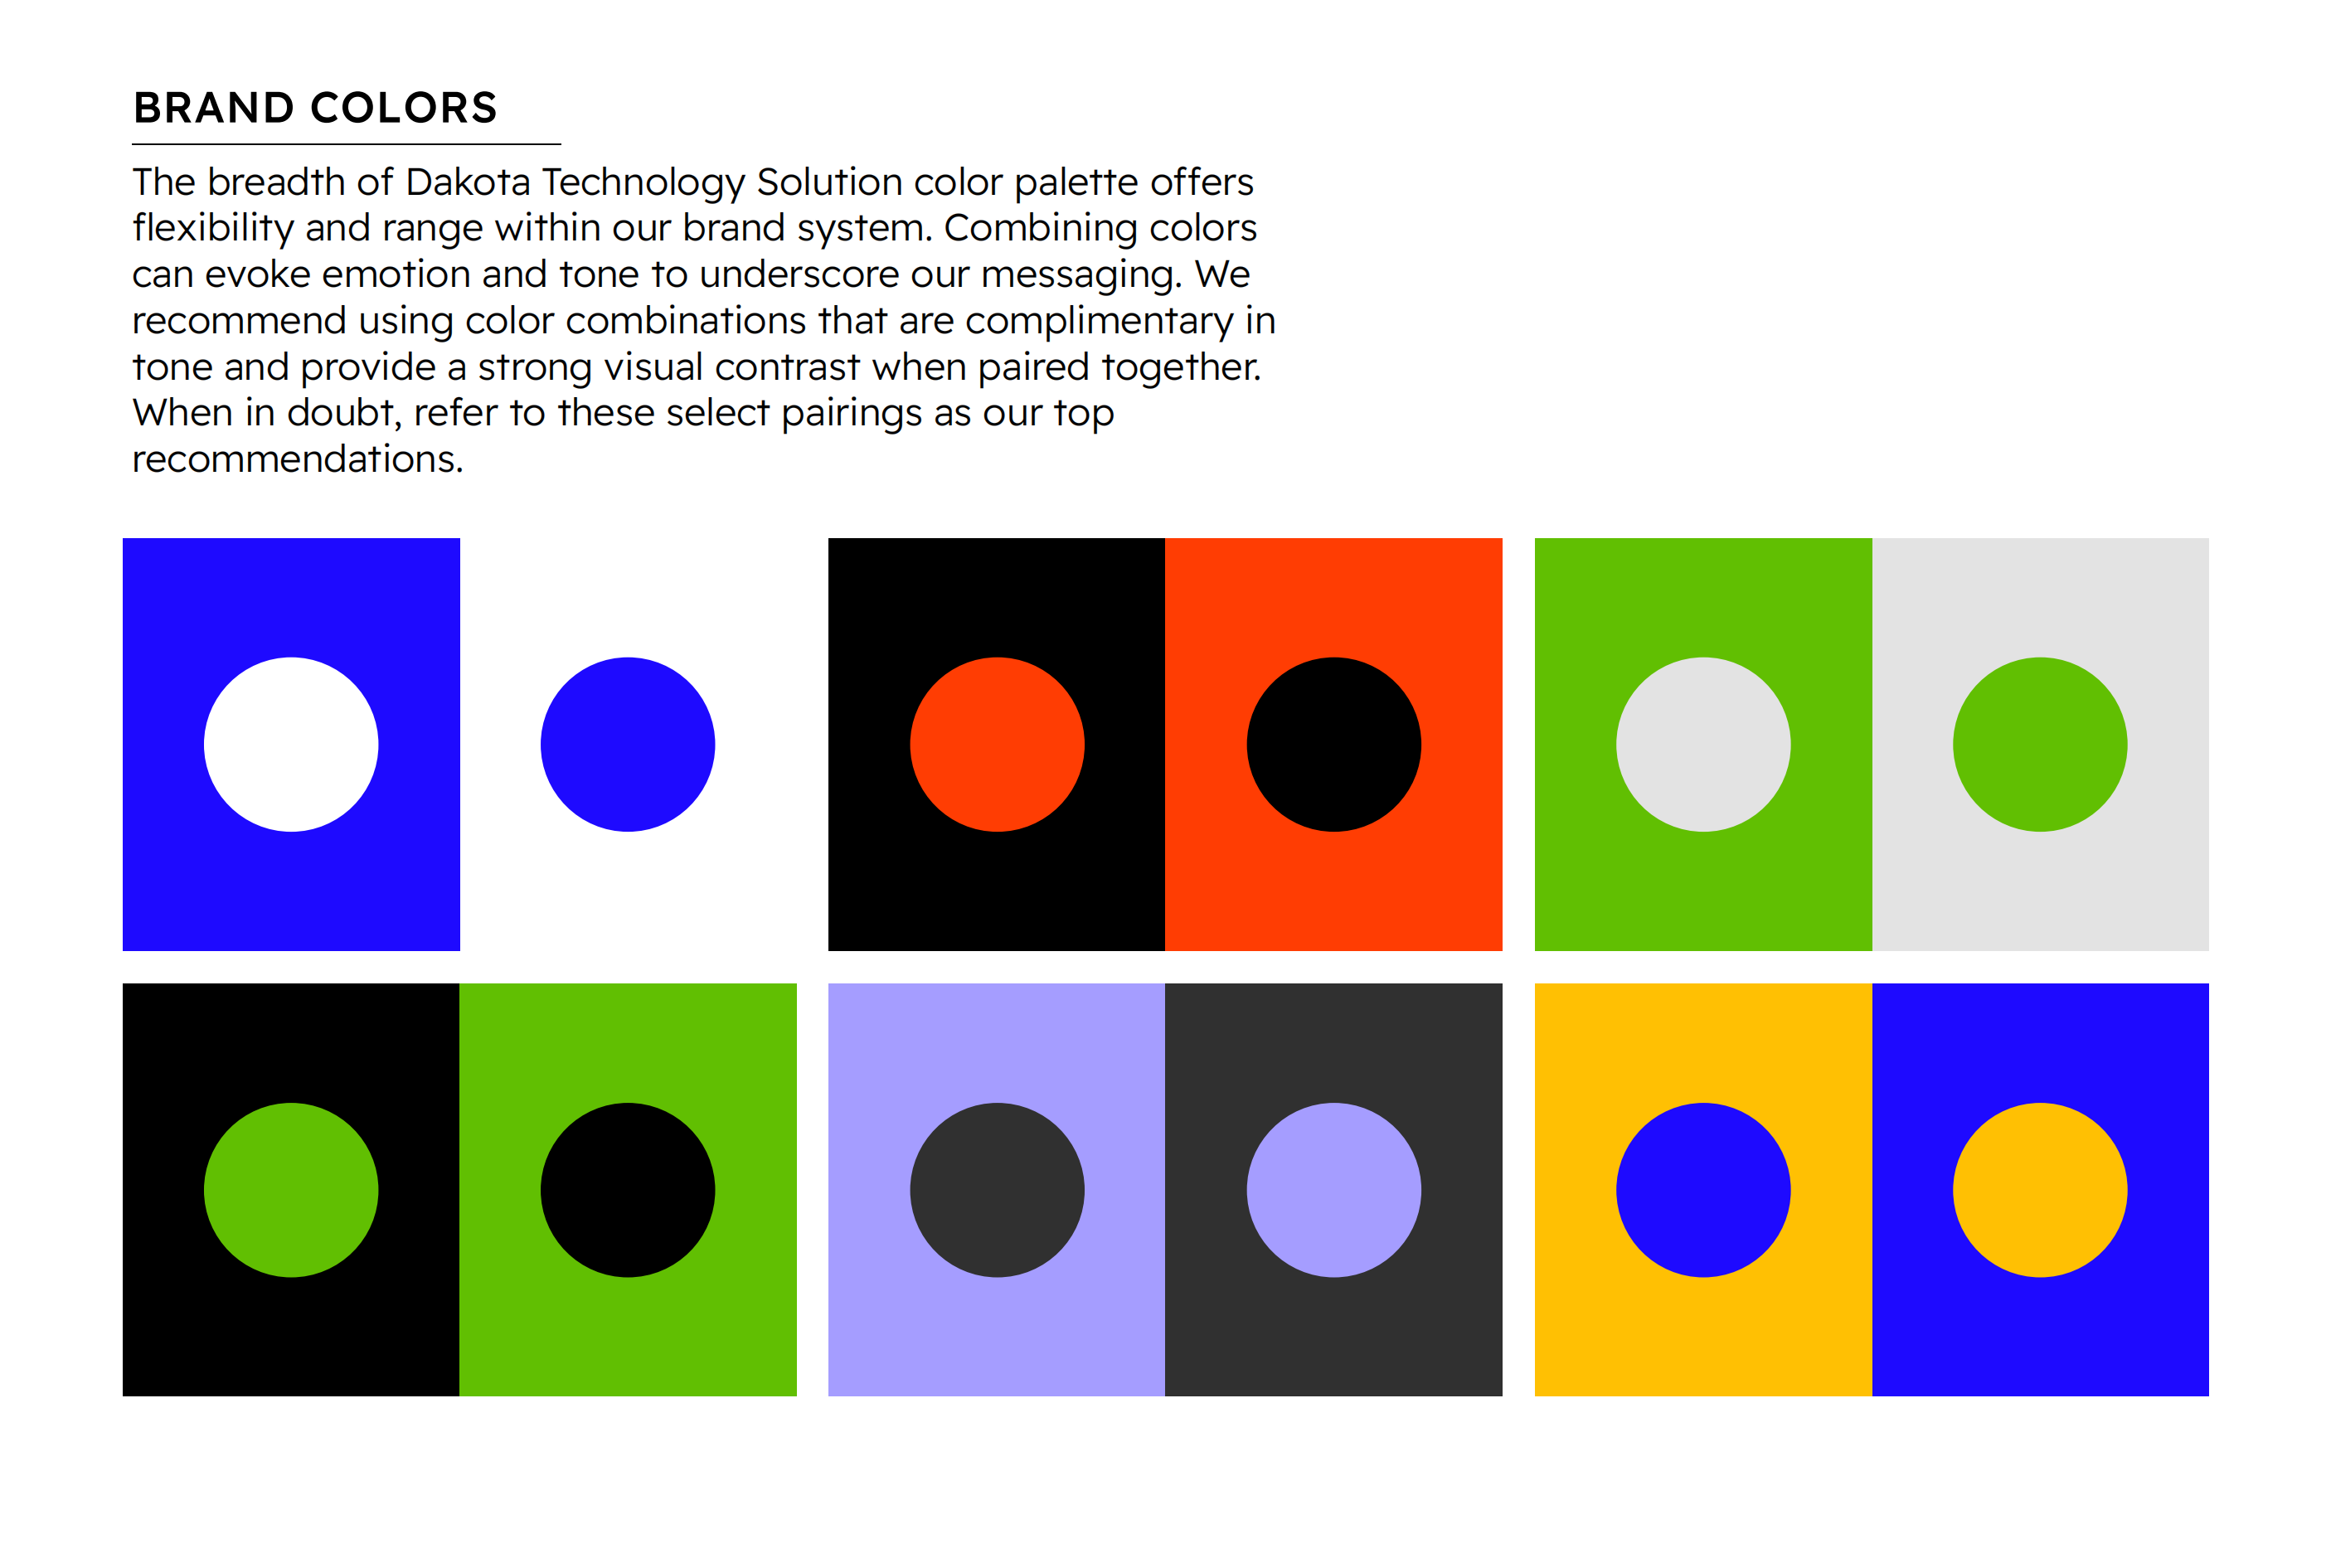 BRAND COLORS
The breadth of Dakota Technology Solution color palette offers
flexibility and range within our brand system. Combining colors
can evoke emotion and tone to underscore our messaging. We
recommend using color combinations that are complimentary in
tone and provide a strong visual contrast when paired together.
When in doubt, refer to these select pairings as our top
recommendations.